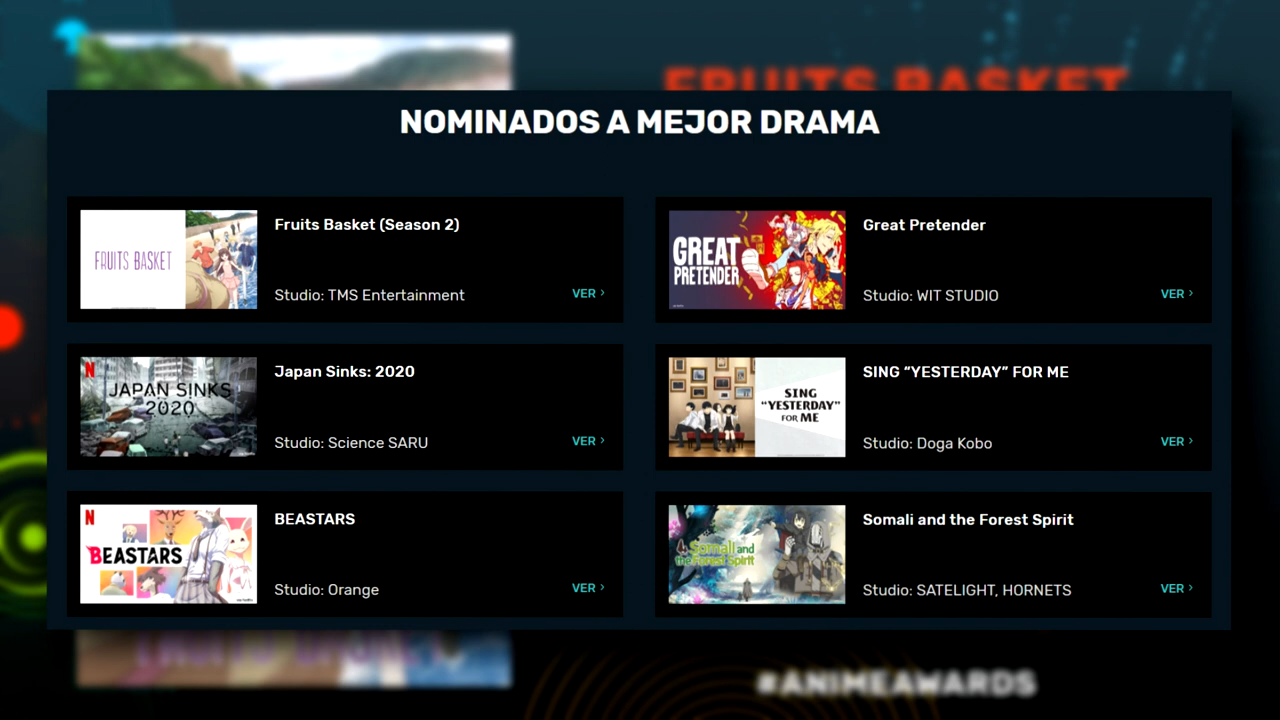 FRUITS BASKET
NOMINADOS A MEJOR DRAMA
FRUITS BASKET
Fruits Basket (Season 2)
Studio: TMS Entertainment
VER ›
GREAT
PRETENDER
Great Pretender
Studio: WIT STUDIO
VER ›
N
JAPAN SINKS
2020
Japan Sinks: 2020
Studio: Science SARU
VER ›
SING
“YESTERDAY”
FOR ME
SING “YESTERDAY” FOR ME
Studio: Doga Kobo
VER ›
N
BEASTARS
BEASTARS
Studio: Orange
VER ›
Somali and
the Forest Spirit
Somali and the Forest Spirit
Studio: SATELIGHT, HORNETS
VER ›
#ANIMEAWARDS